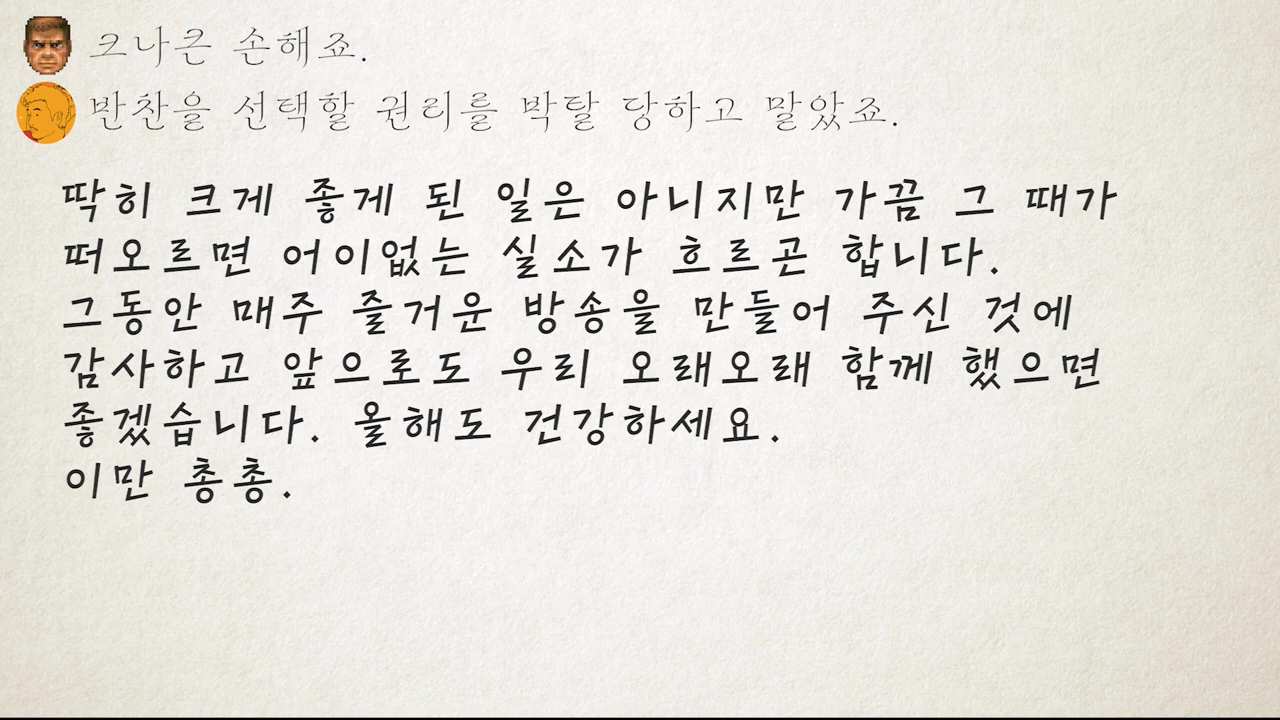 크나큰 손해죠.
반찬을 선택할 권리를 박탈 당하고 말았죠.
딱히 크게 좋게 된 일은 아니지만 가끔 그 때가
떠오르면 어이없는 실소가 흐르곤 합니다.
그동안 매주 즐거운 방송을 만들어 주신 것에
감사하고 앞으로도 우리 오래오래 함께 했으면
좋겠습니다. 올해도 건강하세요.
이만 총총.